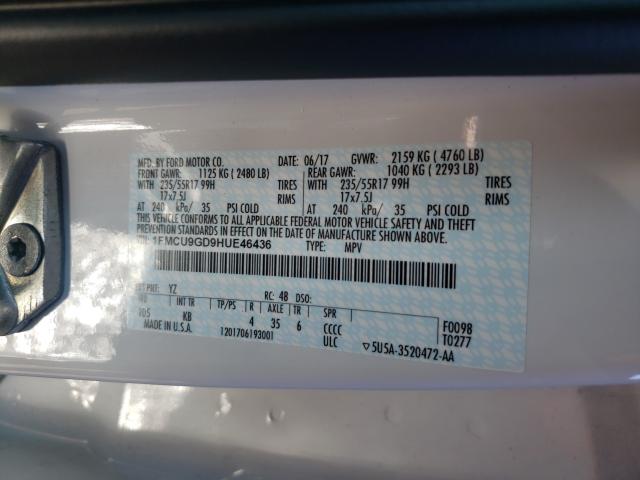 MFD. BY FORD MOTOR CO. DATE: 06/17 GVWR: 2159 KG ( 4760 LB)
FRONT GAWR: 1125 KG ( 2480 LB) REAR GAWR: 1040 KG ( 2293 LB)
WITH 235/55R17 99H TIRES WITH 235/55R17 99H TIRES
17x7.5J RIMS 17x7.5J RIMS
AT 240 kPa/ 35 PSI COLD AT 240 kPa/ 35 PSI COLD
THIS VEHICLE CONFORMS TO ALL APPLICABLE FEDERAL MOTOR VEHICLE SAFETY AND THEFT
PREVENTION STANDARDS IN EFFECT ON THE DATE OF MANUFACTURE SHOWN ABOVE.
1FMCU9GD9HUE46436 TYPE: MPV
EXT PNT: YZ RC: 48 DSO:
WB INT TR TP/PS R AXLE TR SPR
105 KB 4 35 6 CCCC F0098
MADE IN U.S.A. 1201706193001 ULC T0277
▽5U5A-3520472-AA